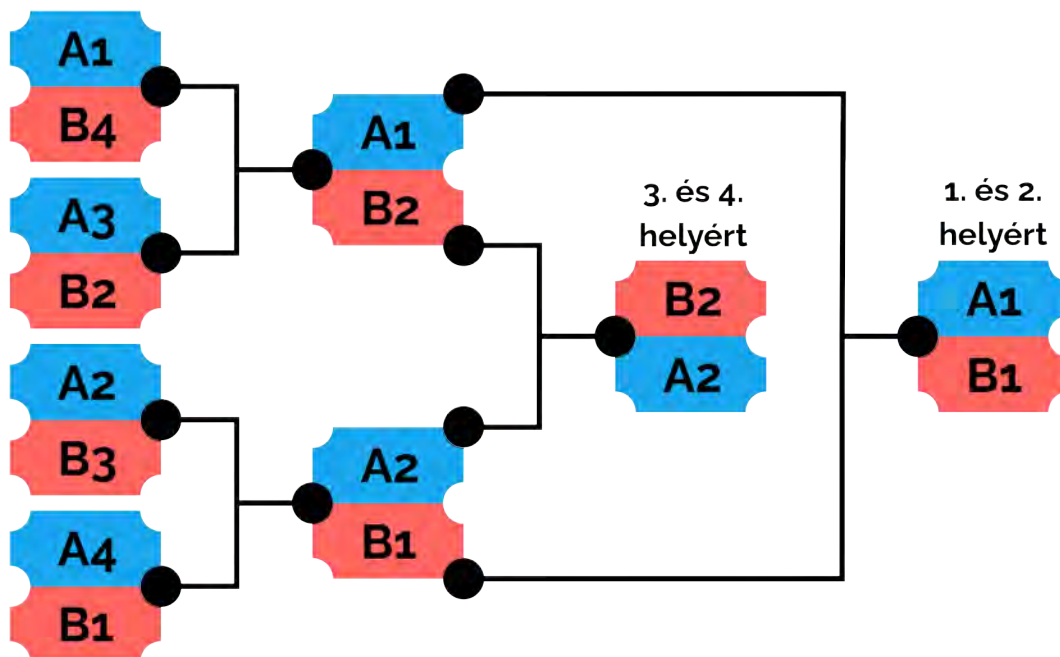 A1
B4
A3
B2
A2
B3
A4
B1
A1
B2
A2
B1
3. és 4.
helyért
B2
A2
1. és 2.
helyért
A1
B1